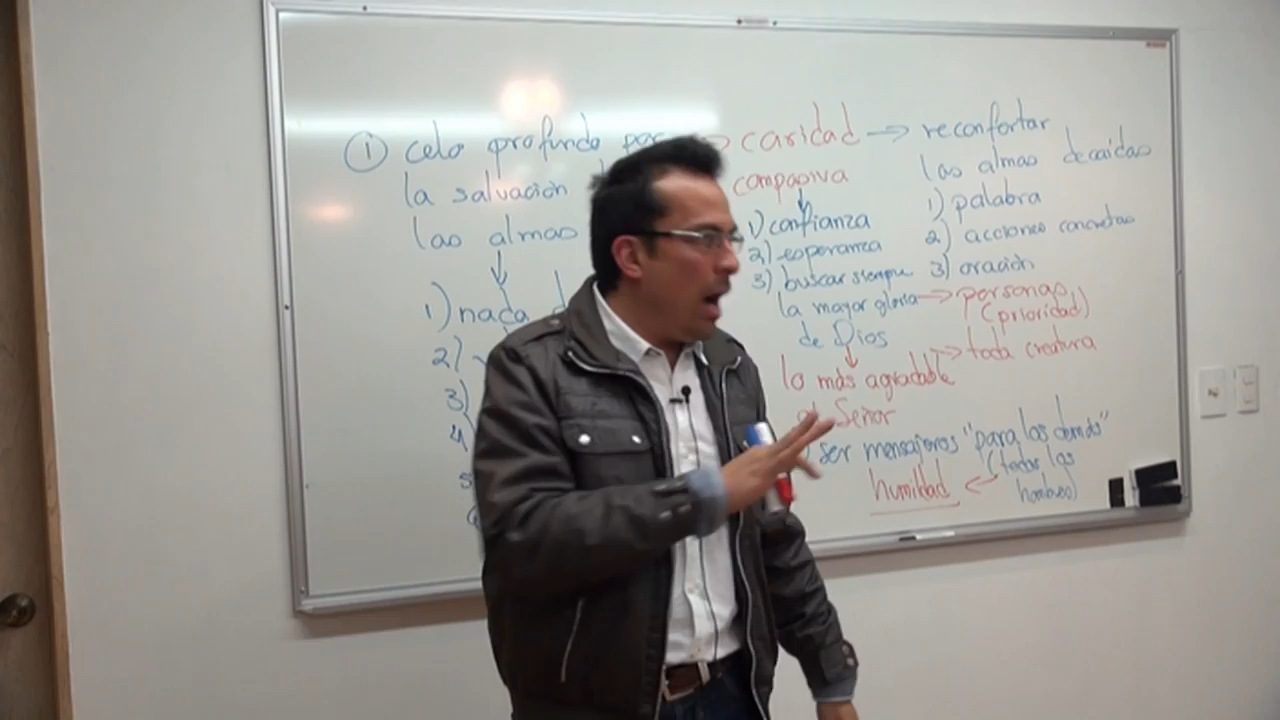 ① celo profundo por → caridad → reconfortar
la salvación compasiva las almas decaídas
las almas 1) confianza 1) palabra
2) esperanza 2) acciones concretas
3) buscar siempre 3) oración
1) nada la mayor gloria → personas
(prioridad)
2) de Dios
→ toda creatura
3) lo más agradable
4) al Señor
ser mensajeros "para los demás"
humildad (todos los
hombres)